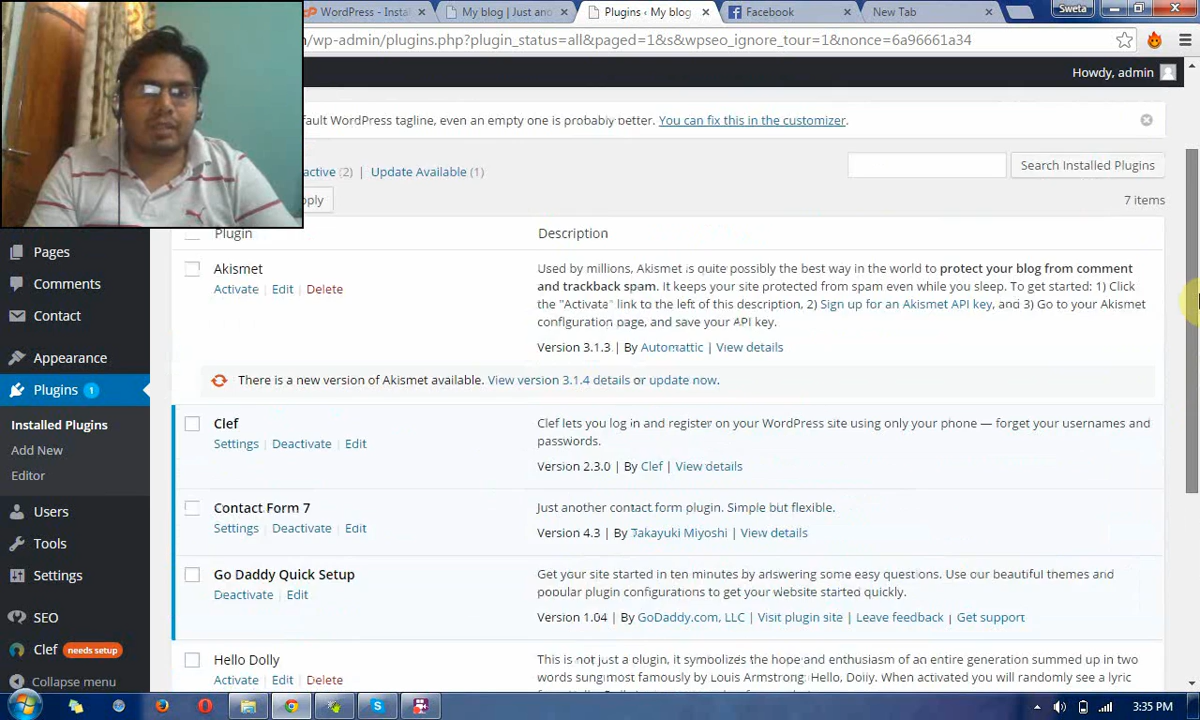 WordPress - Insta
My blog | Just an
Plugins ‹ My blog
Facebook
New Tab
Sweta
/wp-admin/plugins.php?plugin_status=all&paged=1&s&wpseo_ignore_tour=1&nonce=6a96661a34
Howdy, admin
fault WordPress tagline, even an empty one is probably better. You can fix this in the customizer.
active (2) | Update Available (1)
Search Installed Plugins
pply
7 items
Plugin
Description
Pages
Comments
Contact
Appearance
Plugins 1
Installed Plugins
Add New
Editor
Users
Tools
Settings
SEO
Clef needs setup
Collapse menu
Akismet
Activate | Edit | Delete
Used by millions, Akismet is quite possibly the best way in the world to protect your blog from comment
and trackback spam. It keeps your site protected from spam even while you sleep. To get started: 1) Click
the "Activate" link to the left of this description, 2) Sign up for an Akismet API key, and 3) Go to your Akismet
configuration page, and save your API key.
Version 3.1.3 | By Automattic | View details
There is a new version of Akismet available. View version 3.1.4 details or update now.
Clef
Settings | Deactivate | Edit
Clef lets you log in and register on your WordPress site using only your phone — forget your usernames and
passwords.
Version 2.3.0 | By Clef | View details
Contact Form 7
Settings | Deactivate | Edit
Just another contact form plugin. Simple but flexible.
Version 4.3 | By Takayuki Miyoshi | View details
Go Daddy Quick Setup
Deactivate | Edit
Get your site started in ten minutes by answering some easy questions. Use our beautiful themes and
popular plugin configurations to get your website started quickly.
Version 1.04 | By GoDaddy.com, LLC | Visit plugin site | Leave feedback | Get support
Hello Dolly
Activate | Edit | Delete
This is not just a plugin, it symbolizes the hope and enthusiasm of an entire generation summed up in two
words sung most famously by Louis Armstrong: Hello, Dolly. When activated you will randomly see a lyric
3:35 PM